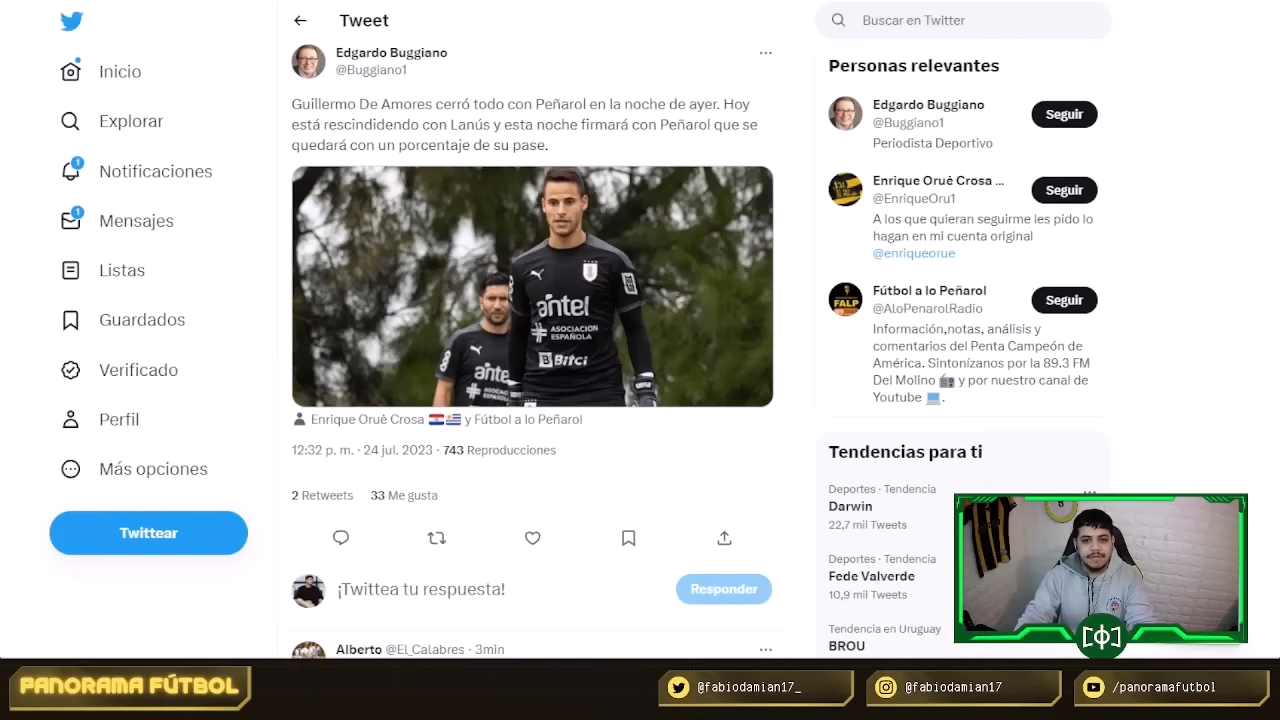 Inicio
Explorar
1
Notificaciones
1
Mensajes
Listas
Guardados
Verificado
Perfil
Más opciones
Twittear
Tweet
Edgardo Buggiano
@Buggiano1
Guillermo De Amores cerró todo con Peñarol en la noche de ayer. Hoy
está rescindidendo con Lanús y esta noche firmará con Peñarol que se
quedará con un porcentaje de su pase.
antel
ASOCIACION
ESPAÑOLA
Bitci
antel
Enrique Orué Crosa 🇵🇾🇺🇾 y Fútbol a lo Peñarol
12:32 p. m. · 24 jul. 2023 · 743 Reproducciones
2 Retweets 33 Me gusta
¡Twittea tu respuesta!
Responder
Alberto @El_Calabres · 3min
Buscar en Twitter
Personas relevantes
Edgardo Buggiano
@Buggiano1
Seguir
Periodista Deportivo
Enrique Orué Crosa ...
@EnriqueOru1
Seguir
A los que quieran seguirme les pido lo
hagan en mi cuenta original
@enriqueorue
FALP
Fútbol a lo Peñarol
@AloPenarolRadio
Seguir
Información,notas, análisis y
comentarios del Penta Campeón de
América. Sintonízanos por la 89.3 FM
Del Molino 📻 y por nuestro canal de
Youtube 💻.
Tendencias para ti
Deportes · Tendencia
Darwin
22,7 mil Tweets
Deportes · Tendencia
Fede Valverde
10,9 mil Tweets
Tendencia en Uruguay
BROU
PANORAMA FÚTBOL
@fabiodamian17_
@fabiodamian17
/panoramafutbol